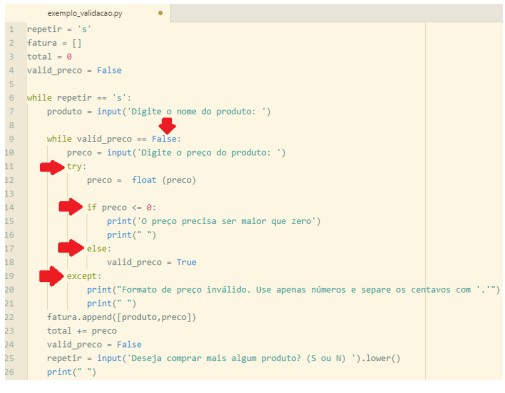 exemplo_validacao.py
1 repetir = 's'
2 fatura = []
3 total = 0
4 valid_preco = False
5
6 while repetir == 's':
7     produto = input('Digite o nome do produto: ')
8
9     while valid_preco == False:
10         preco = input('Digite o preço do produto: ')
11         try:
12             preco =  float (preco)
13
14             if preco <= 0:
15                 print('O preço precisa ser maior que zero')
16                 print(" ")
17             else:
18                 valid_preco = True
19         except:
20             print("Formato de preço inválido. Use apenas números e separe os centavos com '.'")
21             print(" ")
22     fatura.append([produto,preco])
23     total += preco
24     valid_preco = False
25     repetir = input('Deseja comprar mais algum produto? (S ou N) ').lower()
26     print(" ")